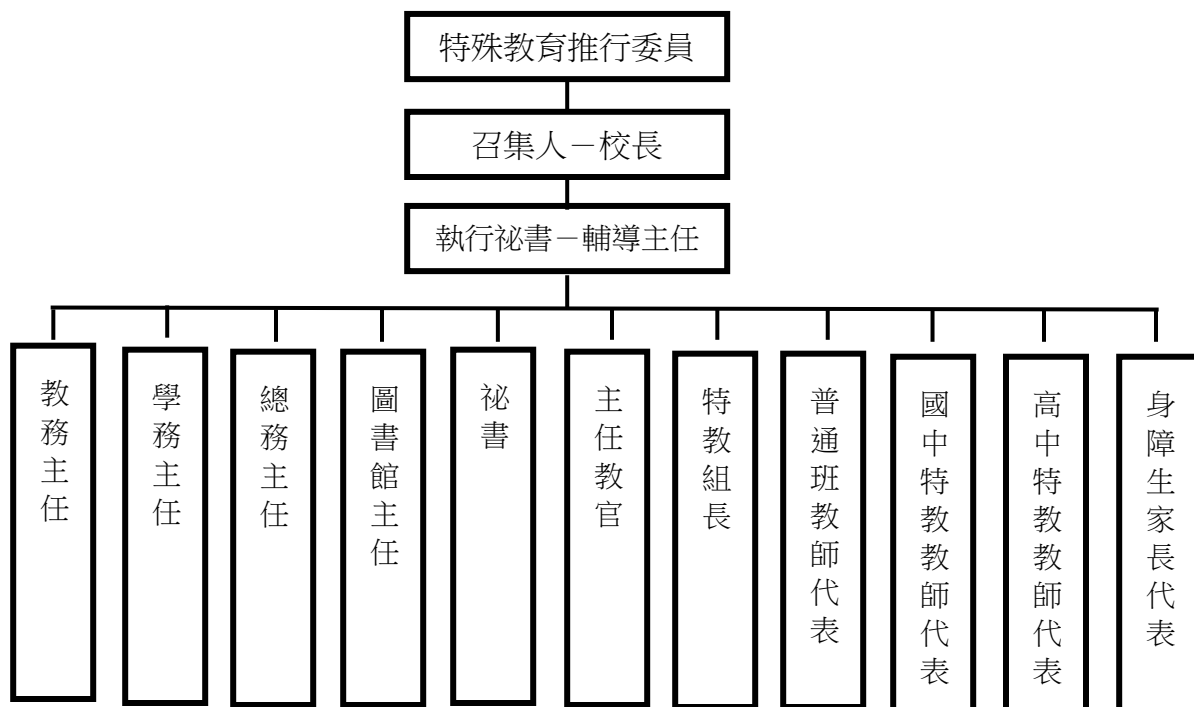 特殊教育推行委員
召集人－校長
執行祕書－輔導主任
教務主任
學務主任
總務主任
圖書館主任
祕書
主任教官
特教組長
普通班教師代表
國中特教教師代表
高中特教教師代表
身障生家長代表